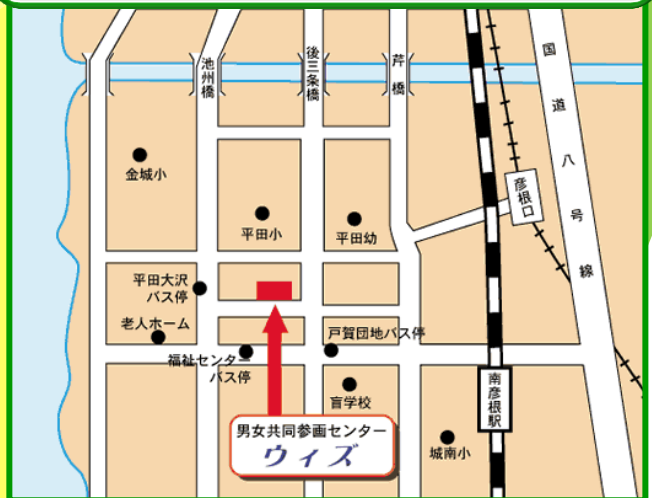 池州橋
後三条橋
芹橋
国道八号線
金城小
彦根口
平田小
平田幼
平田大沢
バス停
老人ホーム
戸賀団地バス停
福祉センター
バス停
盲学校
南彦根駅
男女共同参画センター
ウィズ
城南小